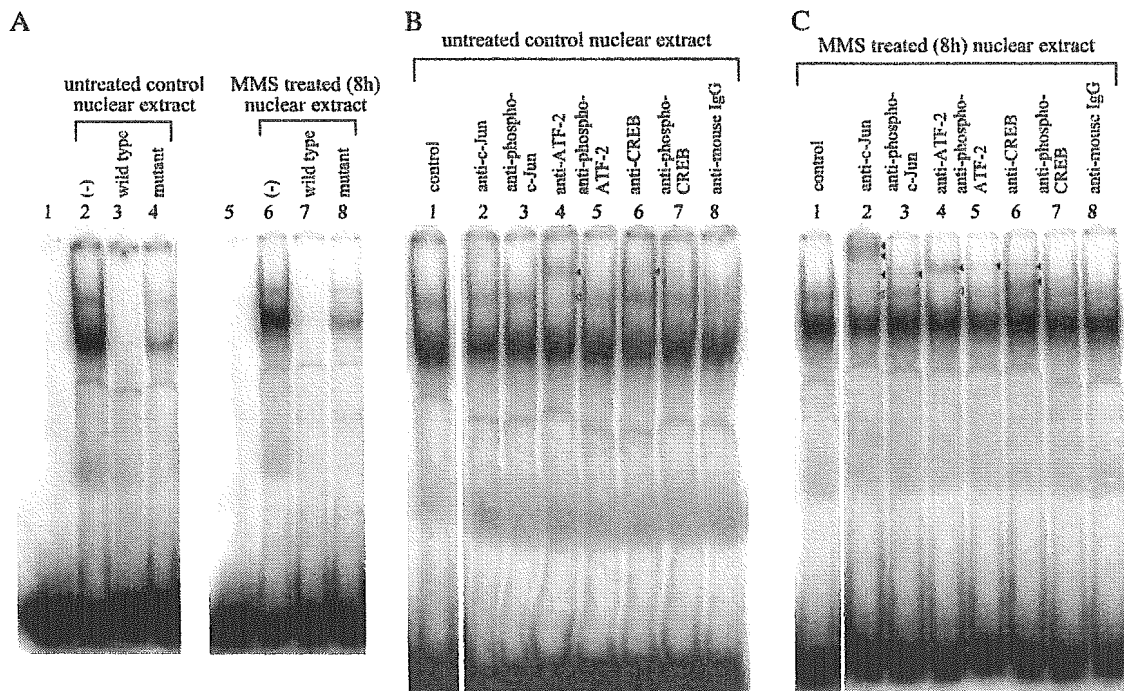 A
untreated control
nuclear extract
MMS treated (8h)
nuclear extract
(-)
wild type
mutant
(-)
wild type
mutant
1 2 3 4 5 6 7 8
B
untreated control nuclear extract
control
anti-c-Jun
anti-phospho-
c-Jun
anti-ATF-2
anti-phospho-
ATF-2
anti-CREB
anti-phospho-
CREB
anti-mouse IgG
1 2 3 4 5 6 7 8
C
MMS treated (8h) nuclear extract
control
anti-c-Jun
anti-phospho-
c-Jun
anti-ATF-2
anti-phospho-
ATF-2
anti-CREB
anti-phospho-
CREB
anti-mouse IgG
1 2 3 4 5 6 7 8